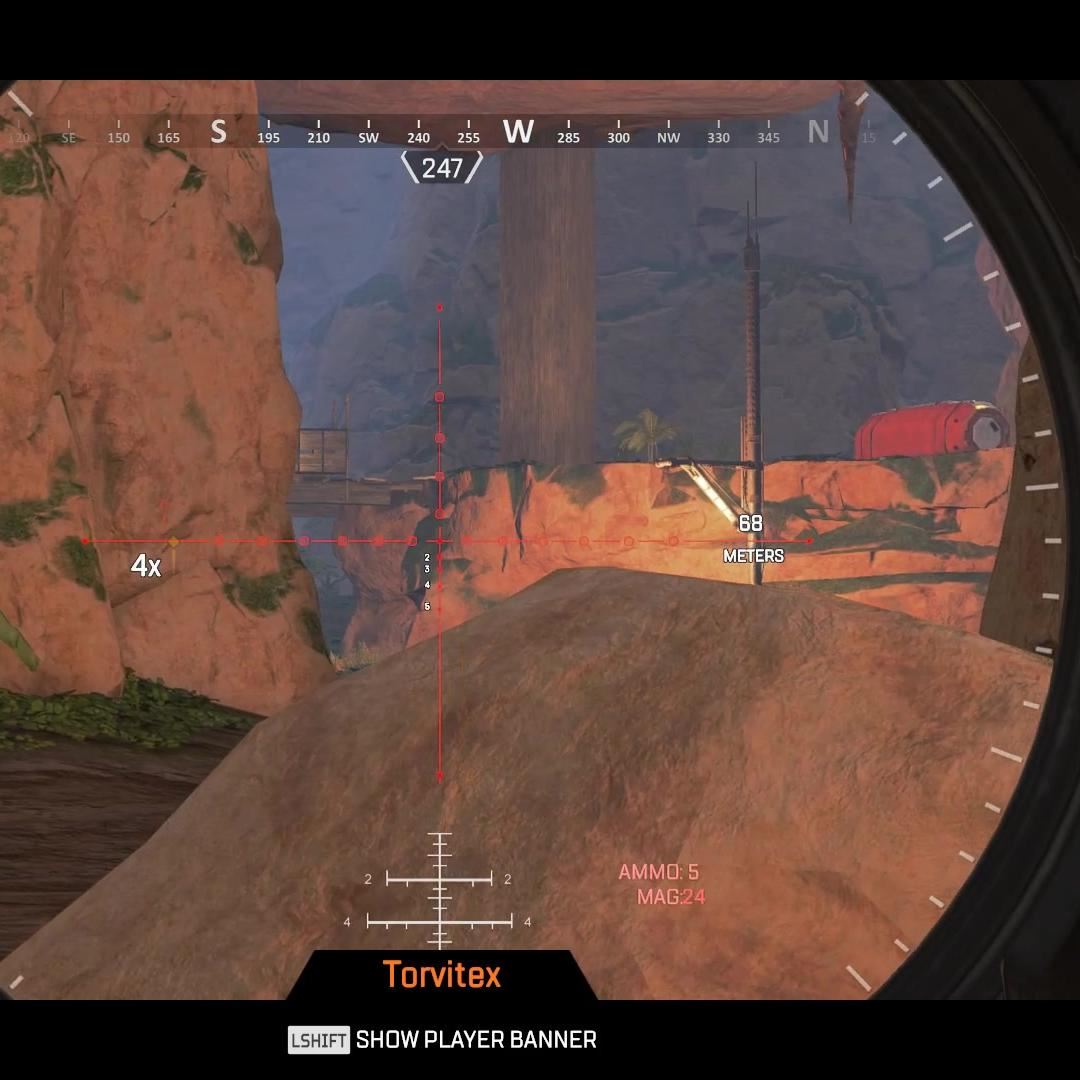 120 SE 150 165 S 195 210 SW 240 255 W 285 300 NW 330 345 N 15
247
68
METERS
4x
2
3
4
5
AMMO: 5
MAG:24
2 2
4 4
Torvitex
LSHIFT SHOW PLAYER BANNER